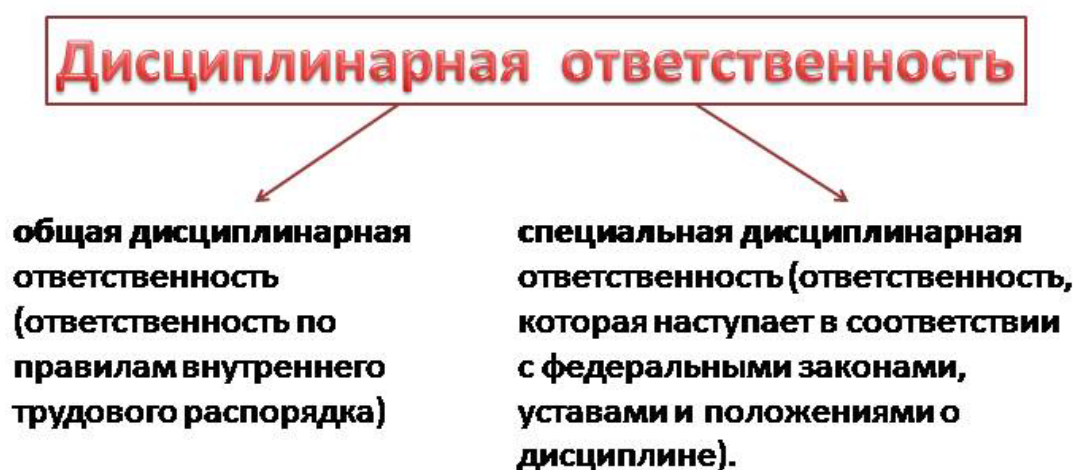 Дисциплинарная ответственность
общая дисциплинарная
ответственность
(ответственность по
правилам внутреннего
трудового распорядка)
специальная дисциплинарная
ответственность (ответственность,
которая наступает в соответствии
с федеральными законами,
уставами и положениями о
дисциплине).